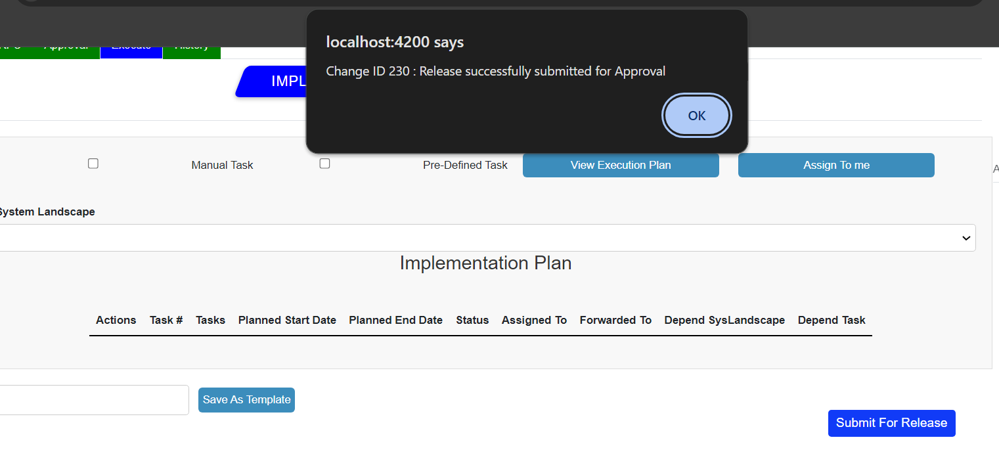 localhost:4200 says
Change ID 230 : Release successfully submitted for Approval
OK
Approval Execute History
IMPL
Manual Task Pre-Defined Task View Execution Plan Assign To me
System Landscape
Implementation Plan
Actions Task # Tasks Planned Start Date Planned End Date Status Assigned To Forwarded To Depend SysLandscape Depend Task
Save As Template
Submit For Release